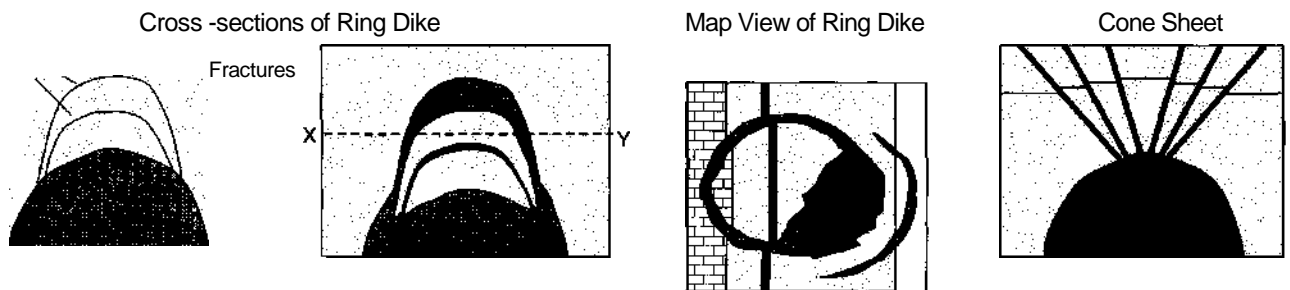 Cross -sections of Ring Dike
Map View of Ring Dike
Cone Sheet
Fractures
X
Y